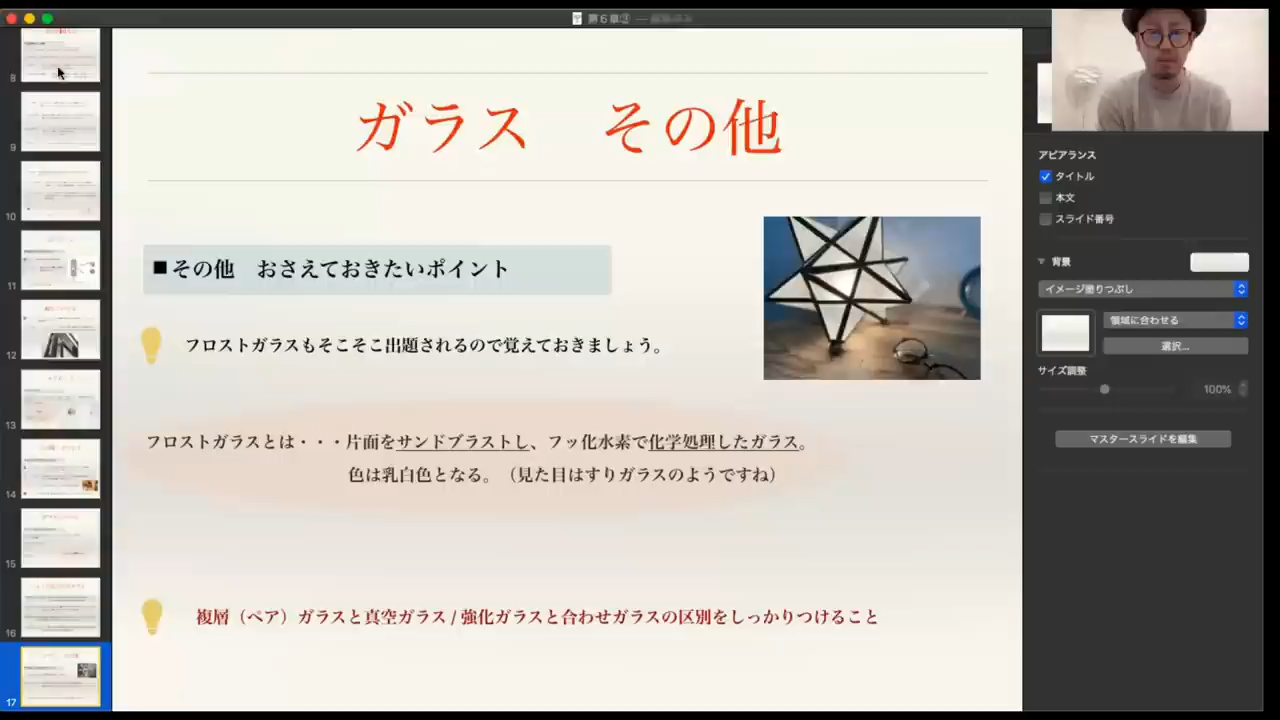 8
9
10
11
12
13
14
15
16
17
ガラス　その他
■その他　おさえておきたいポイント
フロストガラスもそこそこ出題されるので覚えておきましょう。
フロストガラスとは・・・片面をサンドブラストし、フッ化水素で化学処理したガラス。
色は乳白色となる。（見た目はすりガラスのようですね）
複層（ペア）ガラスと真空ガラス / 強化ガラスと合わせガラスの区別をしっかりつけること
アピアランス
タイトル
本文
スライド番号
背景
イメージ塗りつぶし
領域に合わせる
選択...
サイズ調整
100%
マスタースライドを編集